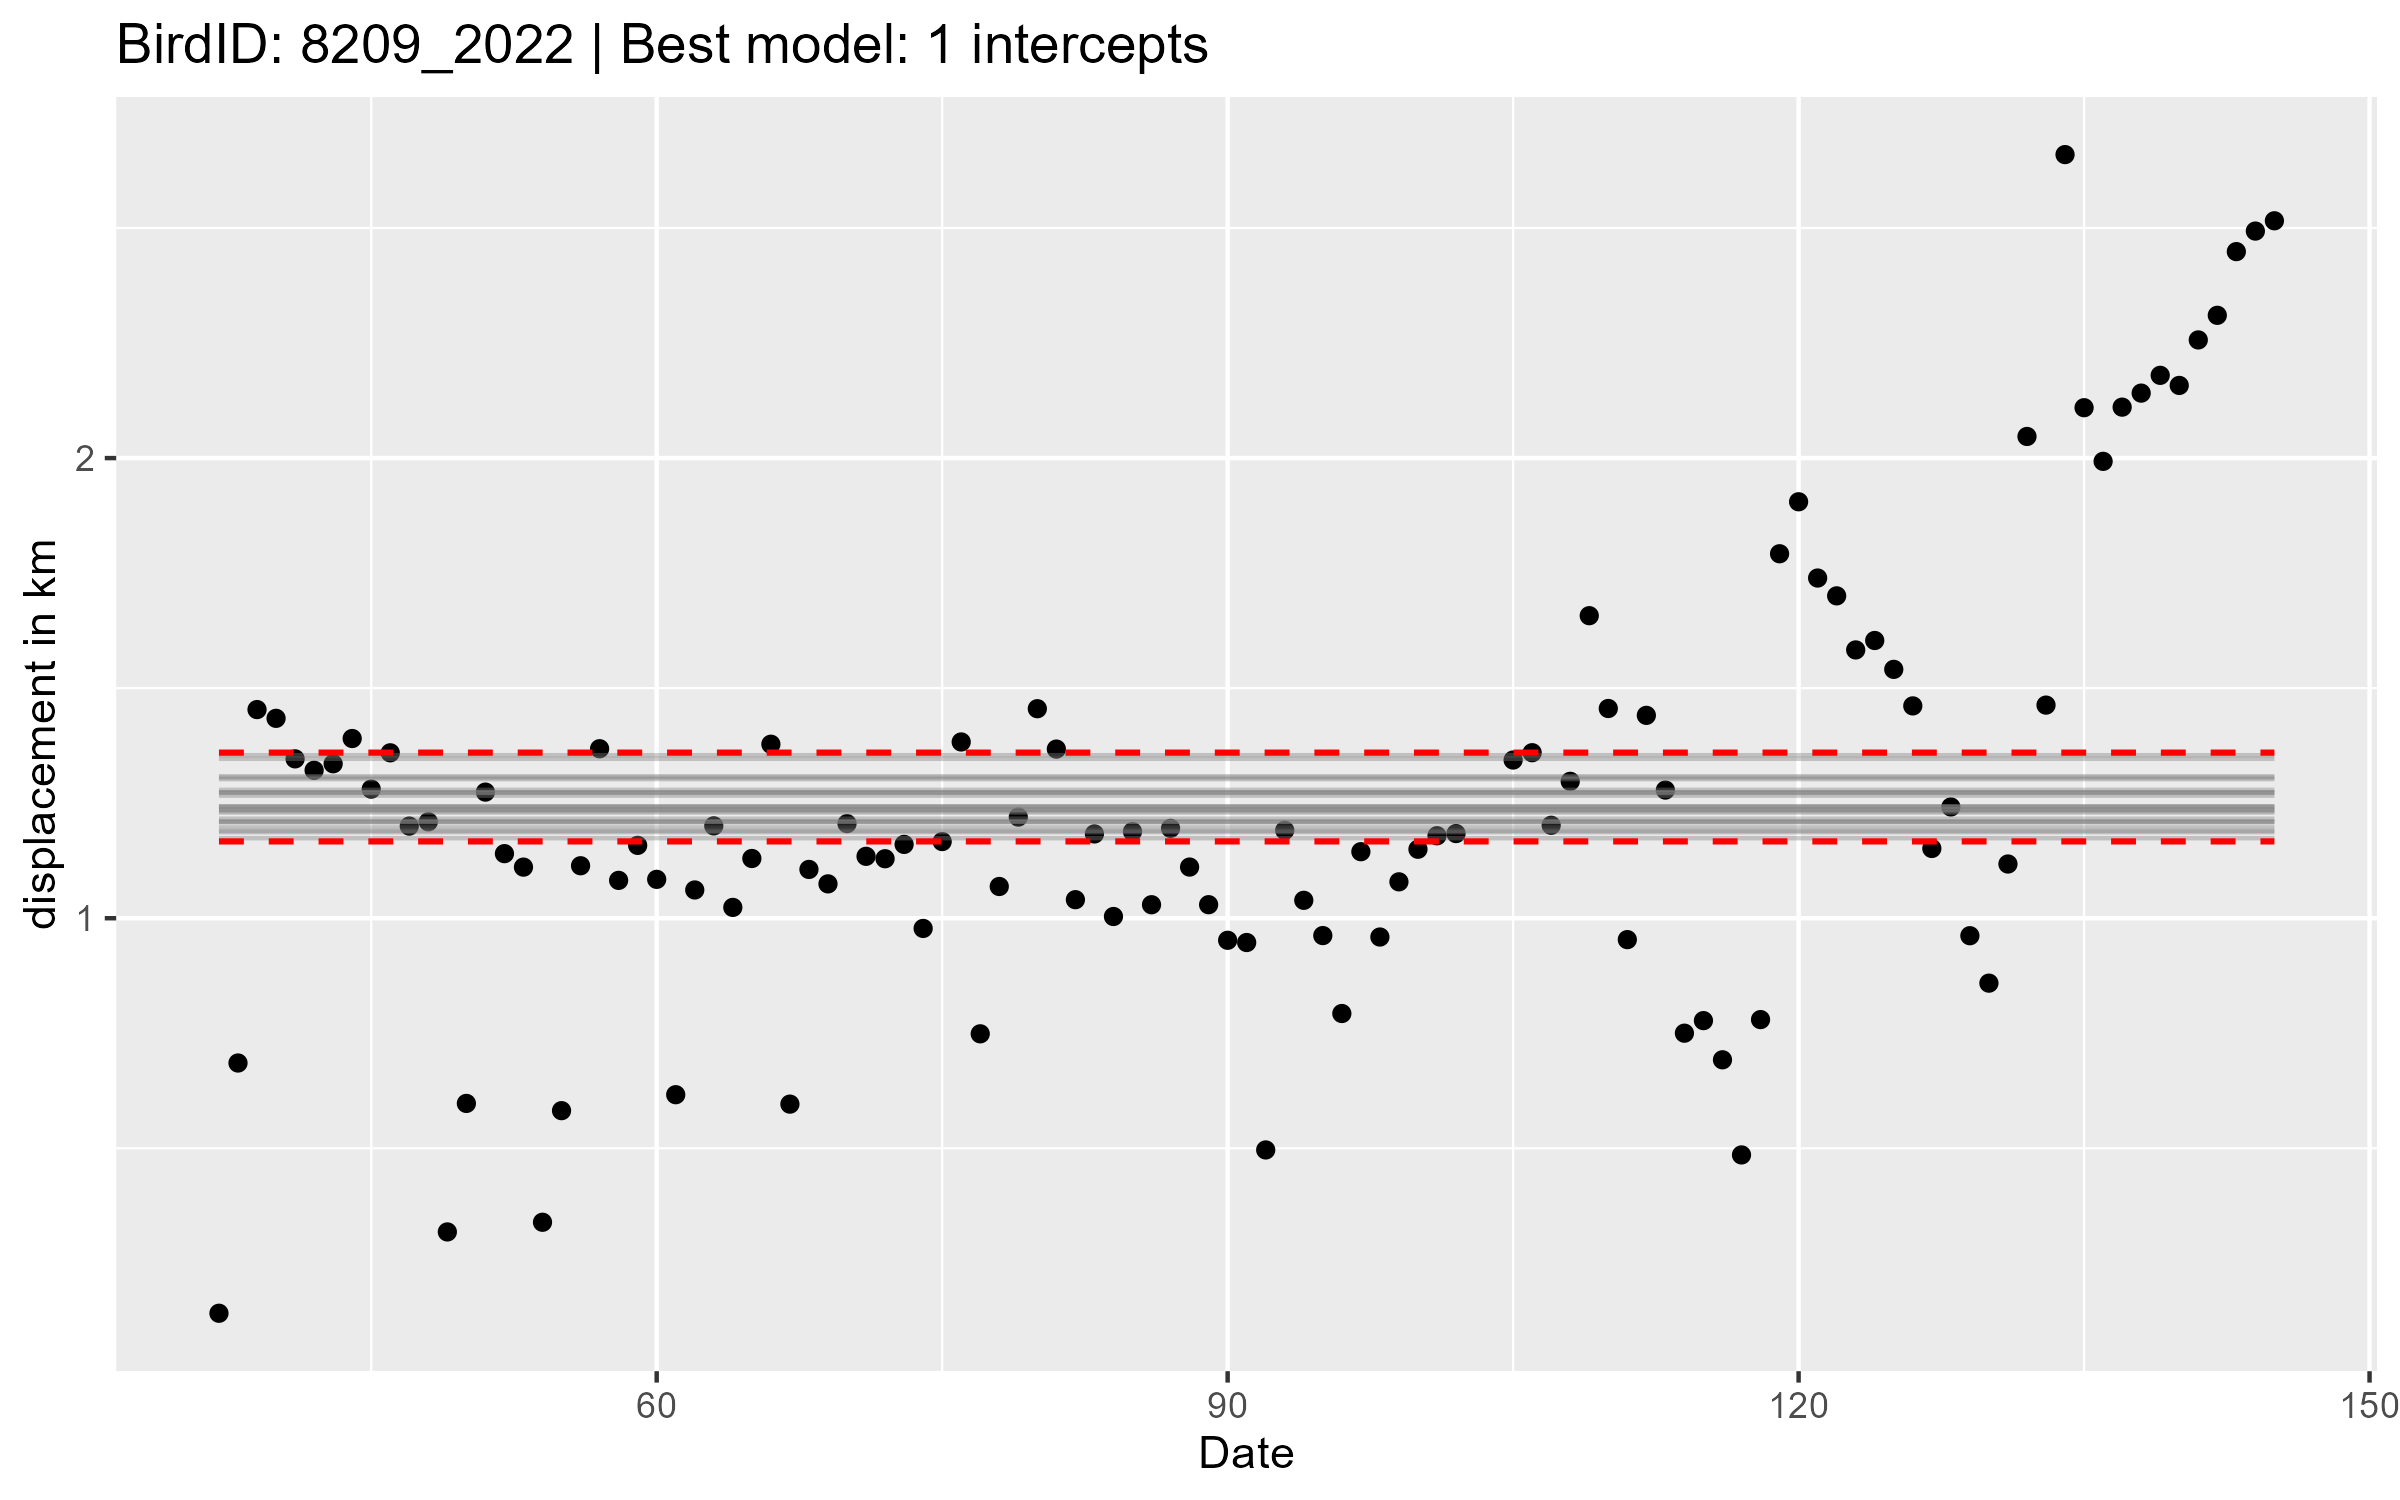 BirdID: 8209_2022 | Best model: 1 intercepts
displacement in km
2
1
60
90
120
150
Date